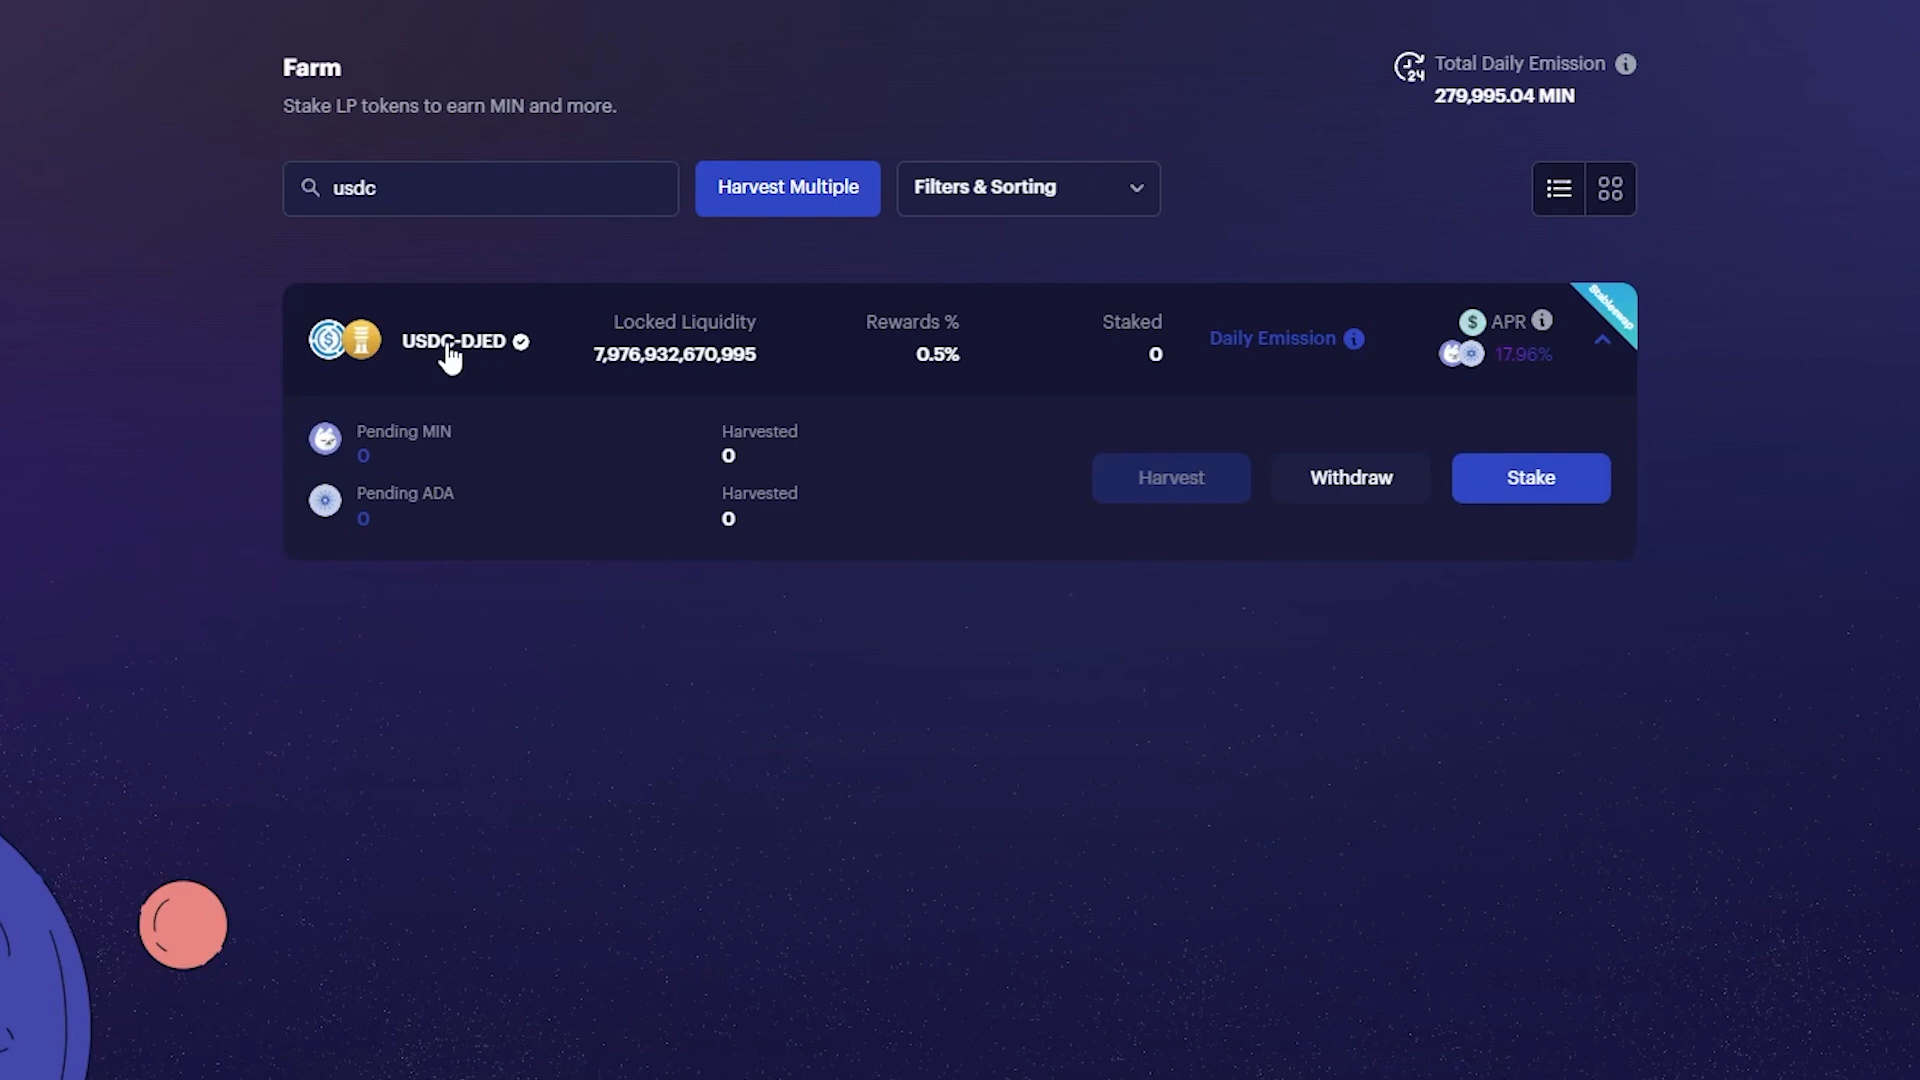 Farm
Stake LP tokens to earn MIN and more.
24
Total Daily Emission
279,995.04 MIN
usdc
Harvest Multiple
Filters & Sorting
USDC-DJED
Locked Liquidity
7,976,932,670,995
Rewards %
0.5%
Staked
0
Daily Emission
APR
17.96%
Stableswap
Pending MIN
0
Harvested
0
Pending ADA
0
Harvested
0
Harvest
Withdraw
Stake